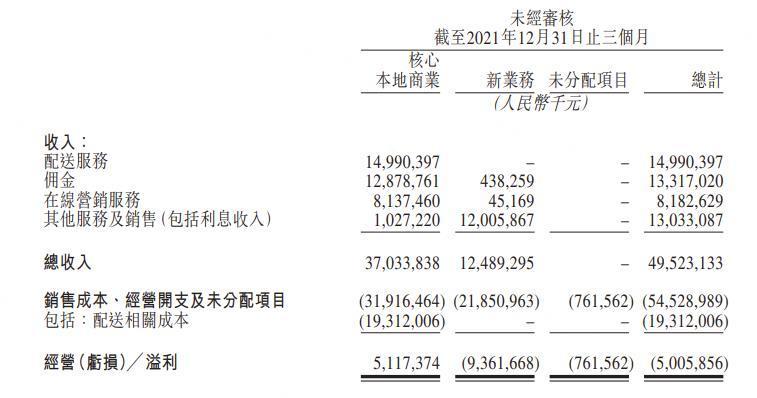 未經審核
截至2021年12月31日止三個月
核心
本地商業 新業務 未分配項目 總計
(人民幣千元)
收入：
配送服務 14,990,397 – – 14,990,397
佣金 12,878,761 438,259 – 13,317,020
在線營銷服務 8,137,460 45,169 – 8,182,629
其他服務及銷售(包括利息收入) 1,027,220 12,005,867 – 13,033,087
總收入 37,033,838 12,489,295 – 49,523,133
銷售成本、經營開支及未分配項目 (31,916,464) (21,850,963) (761,562) (54,528,989)
包括：配送相關成本 (19,312,006) – – (19,312,006)
經營(虧損)／溢利 5,117,374 (9,361,668) (761,562) (5,005,856)